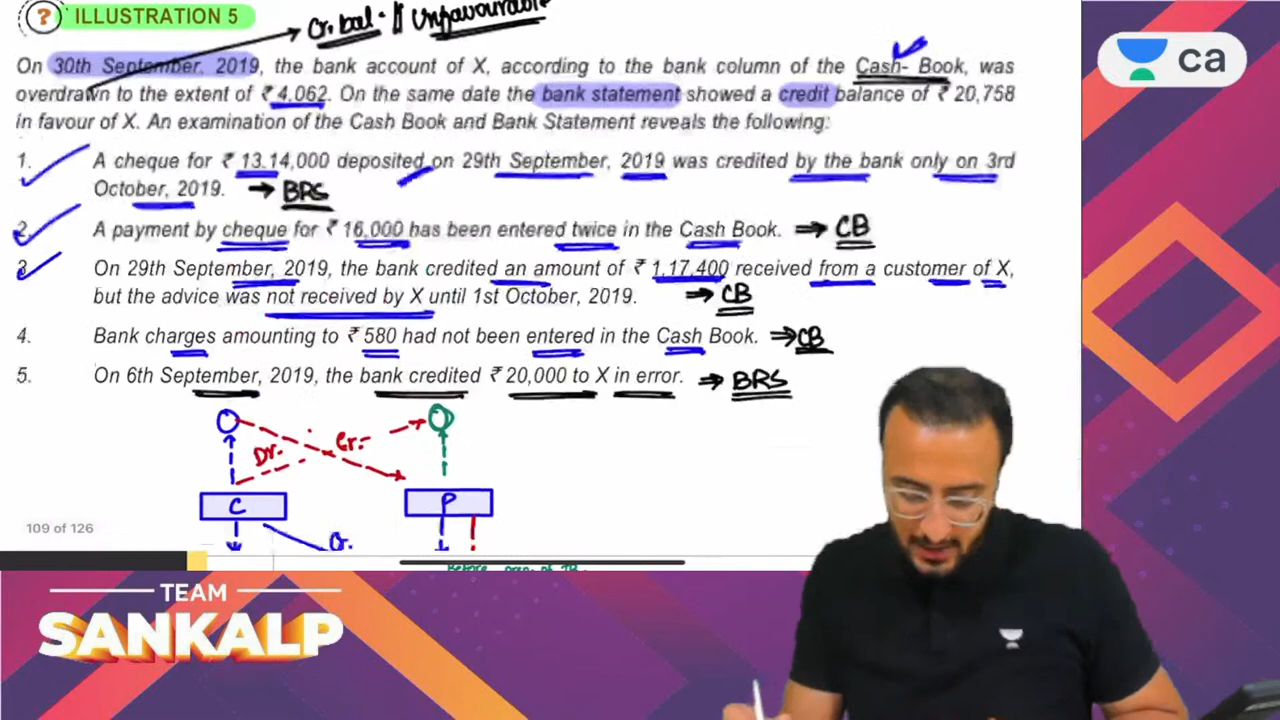 ? ILLUSTRATION 5
Cr. bal - Unfavourable
On 30th September, 2019, the bank account of X, according to the bank column of the Cash- Book, was
overdrawn to the extent of ₹ 4,062. On the same date the bank statement showed a credit balance of ₹ 20,758
in favour of X. An examination of the Cash Book and Bank Statement reveals the following:
1. A cheque for ₹ 13,14,000 deposited on 29th September, 2019 was credited by the bank only on 3rd
October, 2019. → BRS
2. A payment by cheque for ₹ 16,000 has been entered twice in the Cash Book. ⇒ CB
3 On 29th September, 2019, the bank credited an amount of ₹ 1,17,400 received from a customer of X,
but the advice was not received by X until 1st October, 2019. ⇒ CB
4. Bank charges amounting to ₹ 580 had not been entered in the Cash Book. ⇒ CB
5. On 6th September, 2019, the bank credited ₹ 20,000 to X in error. ⇒ BRS
Dr. Cr.
C P
109 of 126
Cr.
ca
TEAM
SANKALP